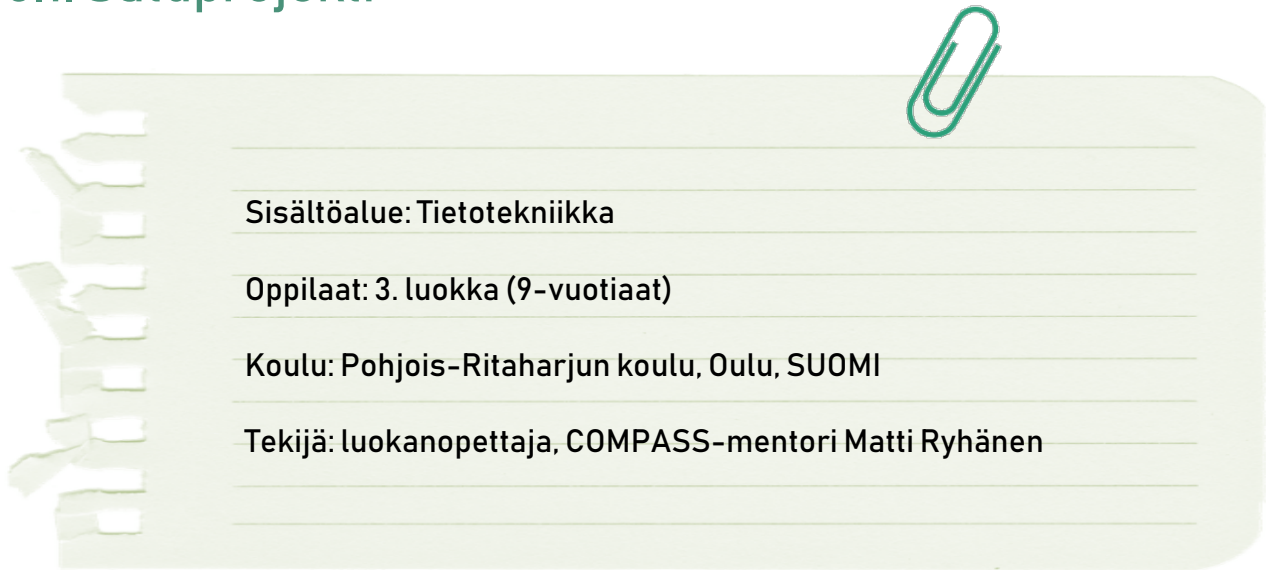 Sisältöalue: Tietotekniikka
Oppilaat: 3. luokka (9-vuotiaat)
Koulu: Pohjois-Ritaharjun koulu, Oulu, SUOMI
Tekijä: luokanopettaja, COMPASS-mentori Matti Ryhänen